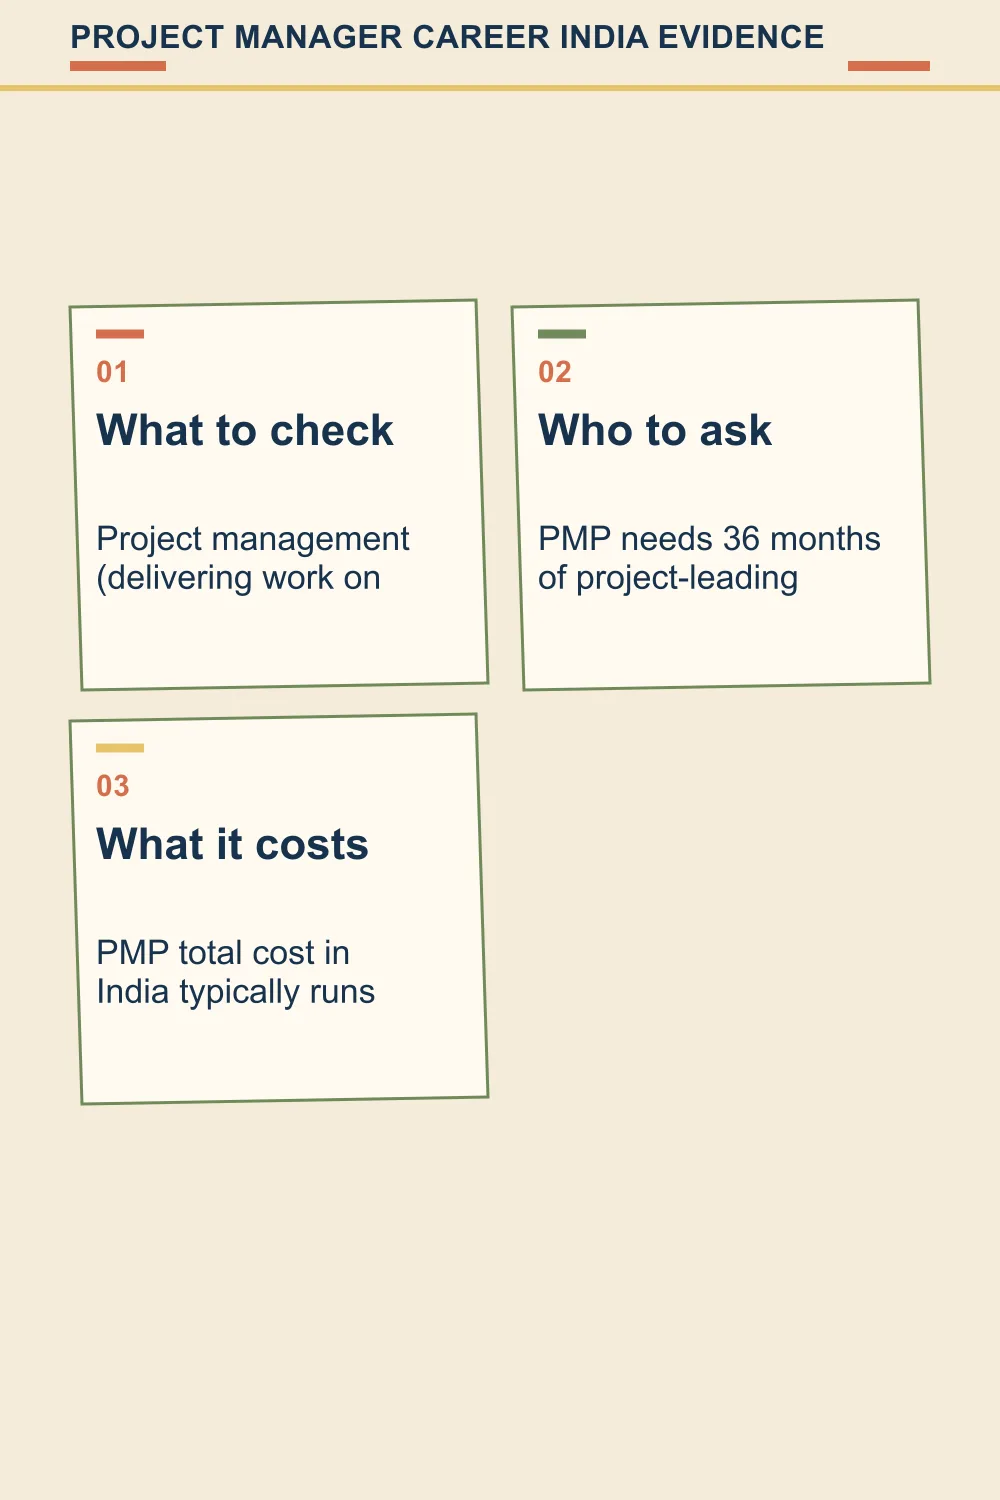 PROJECT MANAGER CAREER INDIA EVIDENCE
01
What to check
Project management
(delivering work on
02
Who to ask
PMP needs 36 months
of project-leading
03
What it costs
PMP total cost in
India typically runs